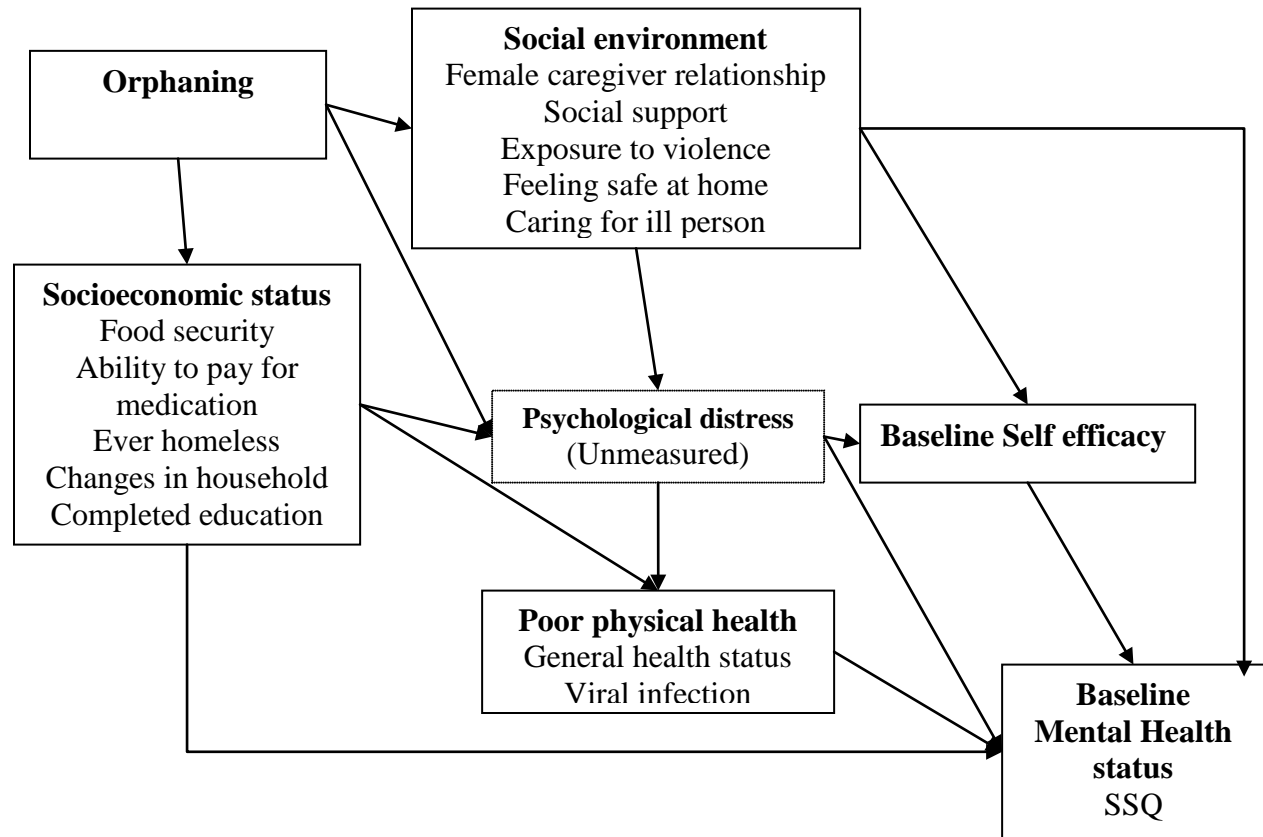 Orphaning
Social environment
Female caregiver relationship
Social support
Exposure to violence
Feeling safe at home
Caring for ill person
Socioeconomic status
Food security
Ability to pay for
medication
Ever homeless
Changes in household
Completed education
Psychological distress
(Unmeasured)
Baseline Self efficacy
Poor physical health
General health status
Viral infection
Baseline
Mental Health
status
SSQ